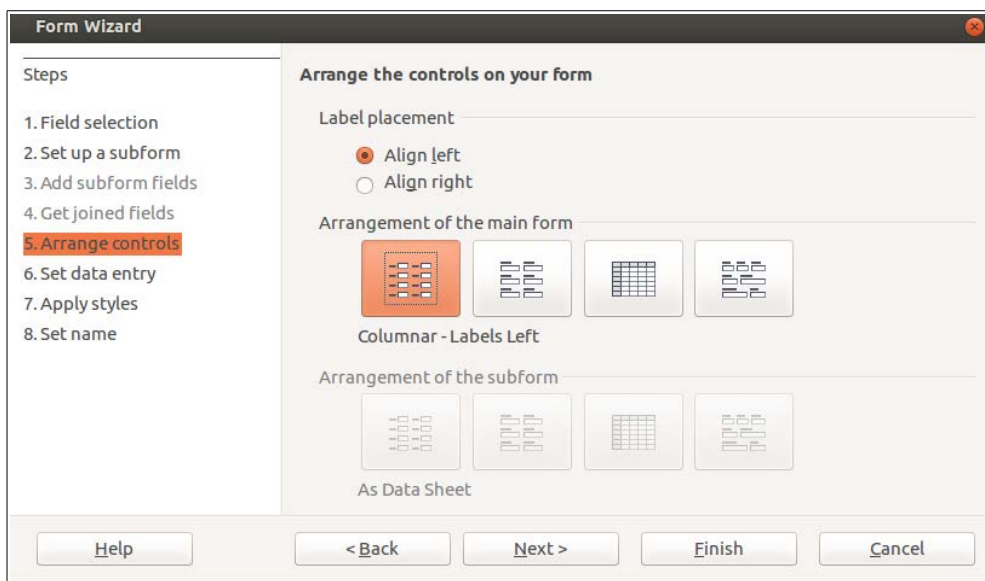 Form Wizard
Steps
1. Field selection
2. Set up a subform
3. Add subform fields
4. Get joined fields
5. Arrange controls
6. Set data entry
7. Apply styles
8. Set name
Arrange the controls on your form
Label placement
Align left
Align right
Arrangement of the main form
Columnar - Labels Left
Arrangement of the subform
As Data Sheet
Help
< Back
Next >
Finish
Cancel